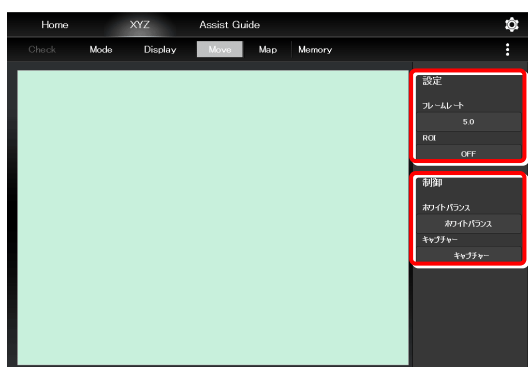 Home XYZ Assist Guide
Check Mode Display Move Map Memory
設定
フレームレート
5.0
ROI
OFF
制御
ホワイトバランス
ホワイトバランス
キャプチャー
キャプチャー